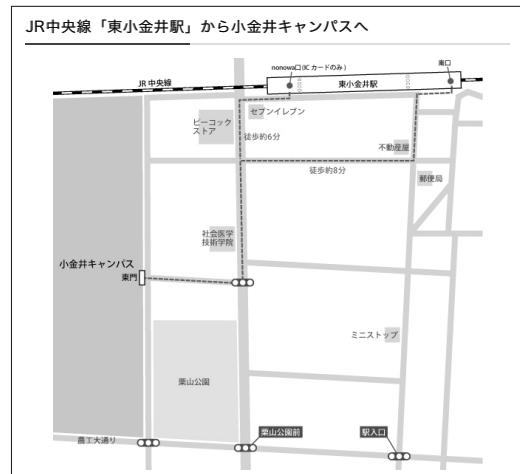 JR中央線「東小金井駅」から小金井キャンパスへ
nonowa口(IC カードのみ)
東口
JR 中央線
東小金井駅
セブンイレブン
ピーコック
ストア
徒歩約6分
不動産屋
徒歩約8分
郵便局
社会医学
技術学院
小金井キャンパス
東門
ミニストップ
栗山公園
農工大通り
栗山公園前
駅入口